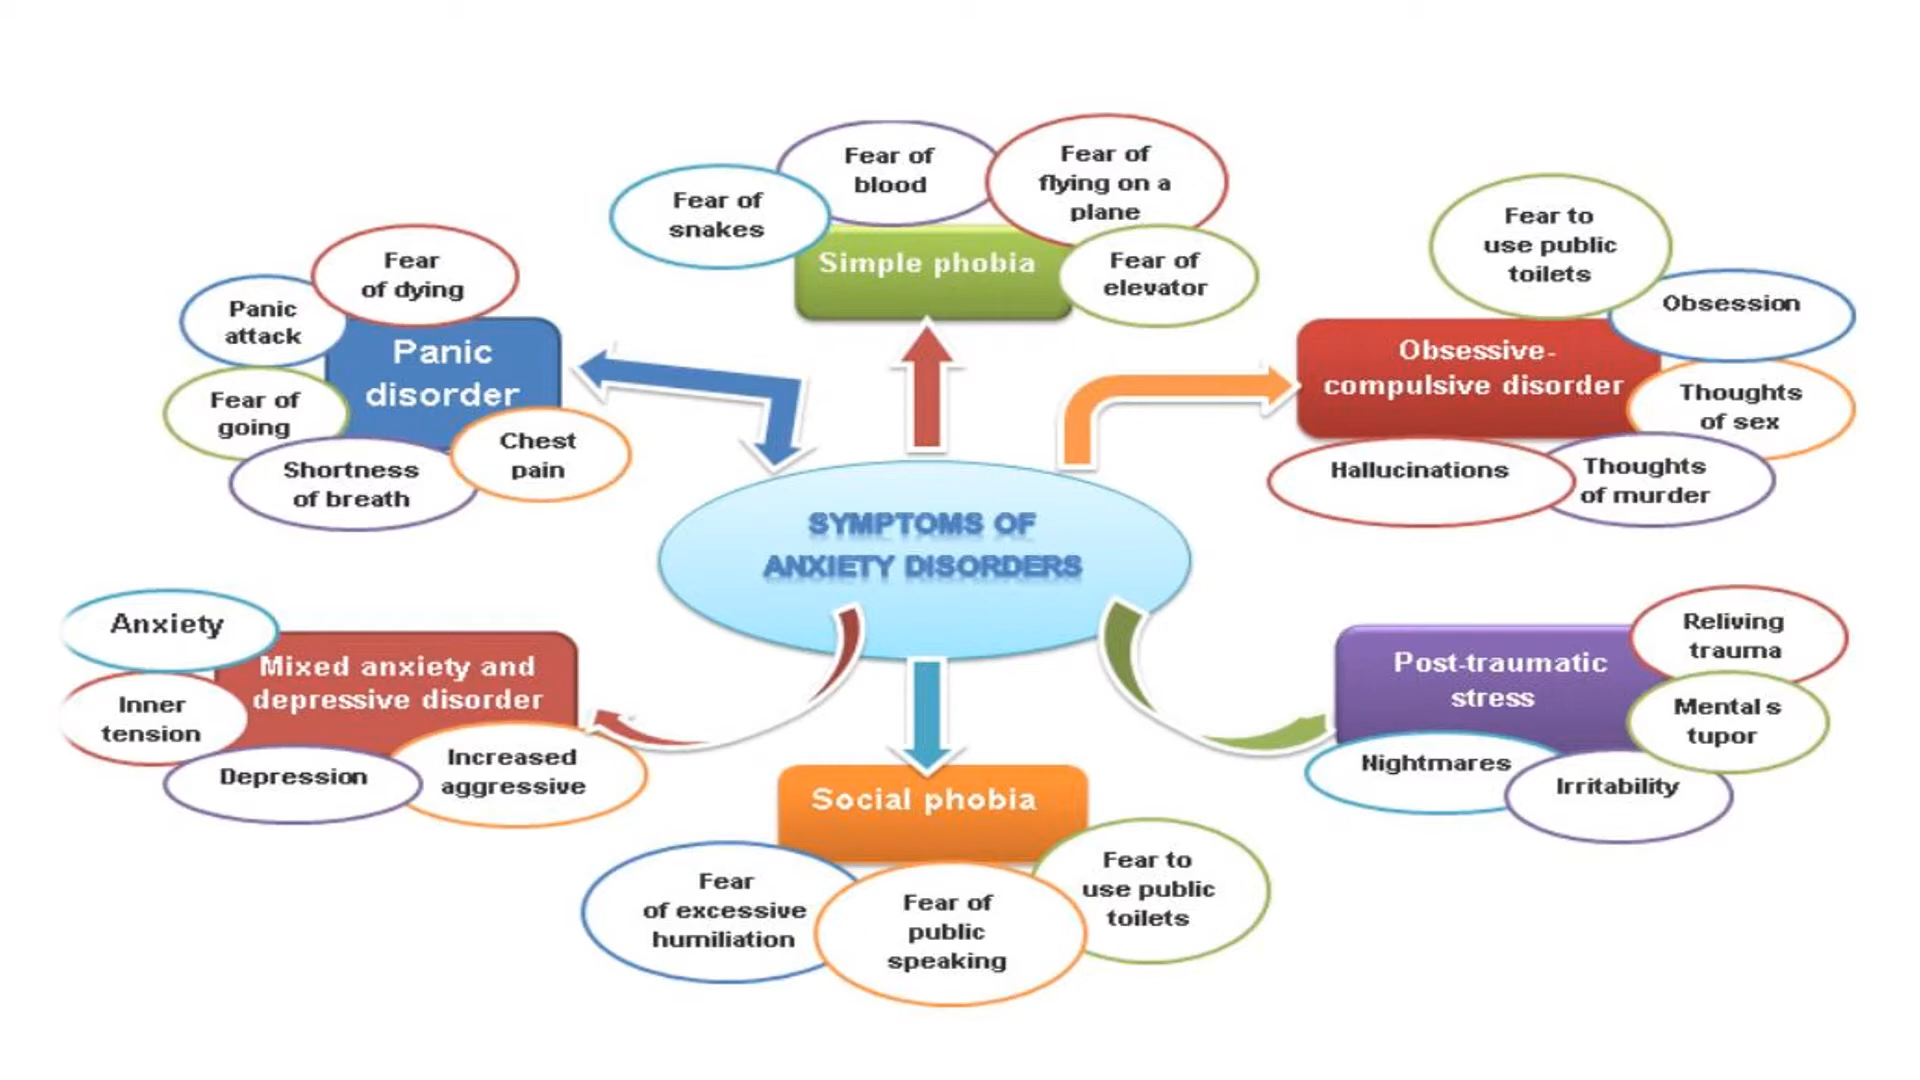 Fear of
blood
Fear of
flying on a
plane
Fear of
snakes
Simple phobia
Fear of
elevator
Fear
of dying
Panic
attack
Panic
disorder
Fear of
going
Shortness
of breath
Chest
pain
Fear to
use public
toilets
Obsession
Obsessive-
compulsive disorder
Thoughts
of sex
Hallucinations
Thoughts
of murder
SYMPTOMS OF
ANXIETY DISORDERS
Anxiety
Mixed anxiety and
depressive disorder
Inner
tension
Depression
Increased
aggressive
Post-traumatic
stress
Reliving
trauma
Mental s
tupor
Nightmares
Irritability
Social phobia
Fear
of excessive
humiliation
Fear of
public
speaking
Fear to
use public
toilets